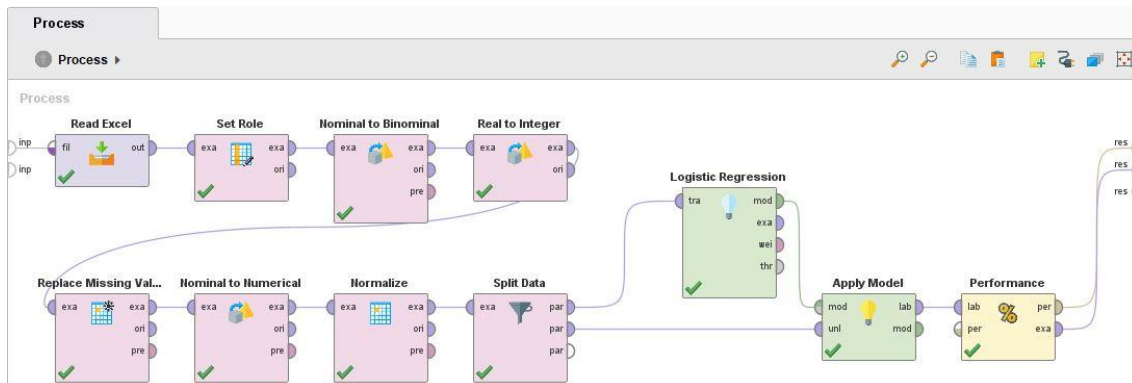 Process
Process
Process
Read Excel
Set Role
Nominal to Binominal
Real to Integer
inp
inp
fil
out
exa
exa
ori
exa
exa
ori
pre
exa
exa
ori
res
res
res
Logistic Regression
tra
mod
exa
wei
thr
Replace Missing Val...
Nominal to Numerical
Normalize
Split Data
Apply Model
Performance
exa
exa
ori
pre
exa
exa
ori
pre
exa
exa
ori
pre
exa
par
par
par
mod
lab
unl
mod
lab
per
per
exa
%